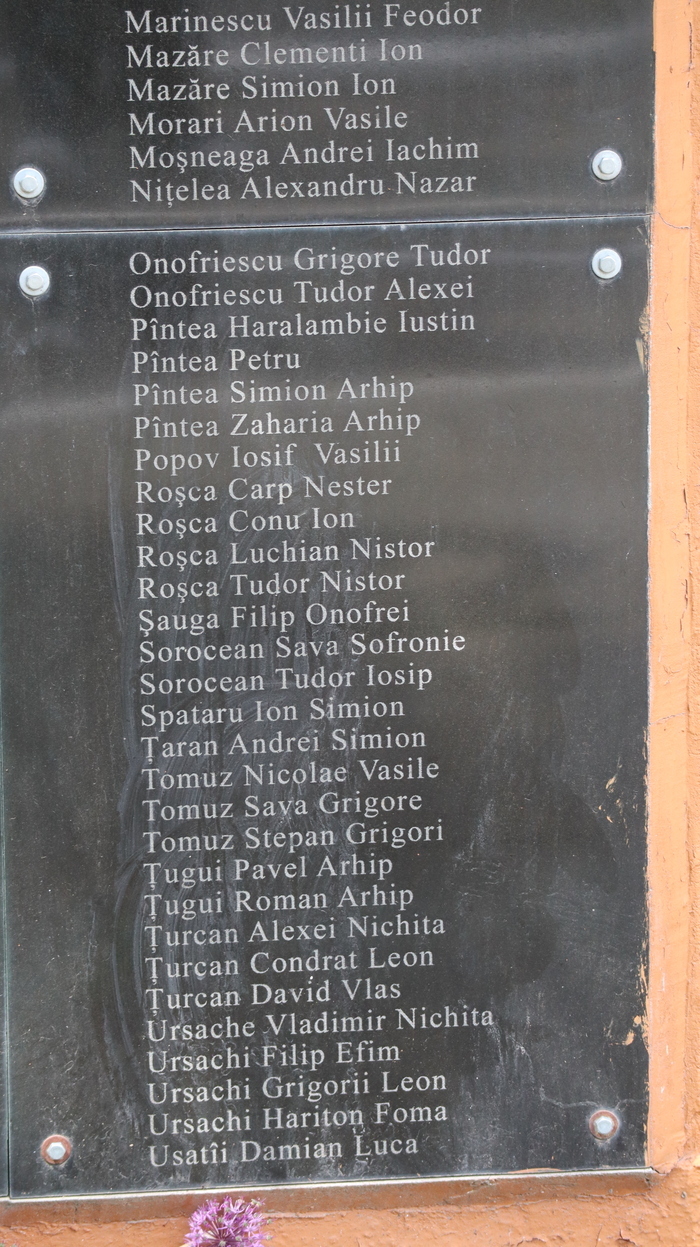 Marinescu Vasilii Feodor
Mazăre Clementi Ion
Mazăre Simion Ion
Morari Arion Vasile
Moşneaga Andrei Iachim
Niţelea Alexandru Nazar
Onofriescu Grigore Tudor
Onofriescu Tudor Alexei
Pîntea Haralambie Iustin
Pîntea Petru
Pîntea Simion Arhip
Pîntea Zaharia Arhip
Popov Iosif Vasilii
Roşca Carp Nester
Roşca Conu Ion
Roşca Luchian Nistor
Roşca Tudor Nistor
Şauga Filip Onofrei
Sorocean Sava Sofronie
Sorocean Tudor Iosip
Spataru Ion Simion
Ţaran Andrei Simion
Tomuz Nicolae Vasile
Tomuz Sava Grigore
Tomuz Stepan Grigori
Ţugui Pavel Arhip
Ţugui Roman Arhip
Ţurcan Alexei Nichita
Ţurcan Condrat Leon
Ţurcan David Vlas
Ursache Vladimir Nichita
Ursachi Filip Efim
Ursachi Grigorii Leon
Ursachi Hariton Foma
Usatîi Damian Luca